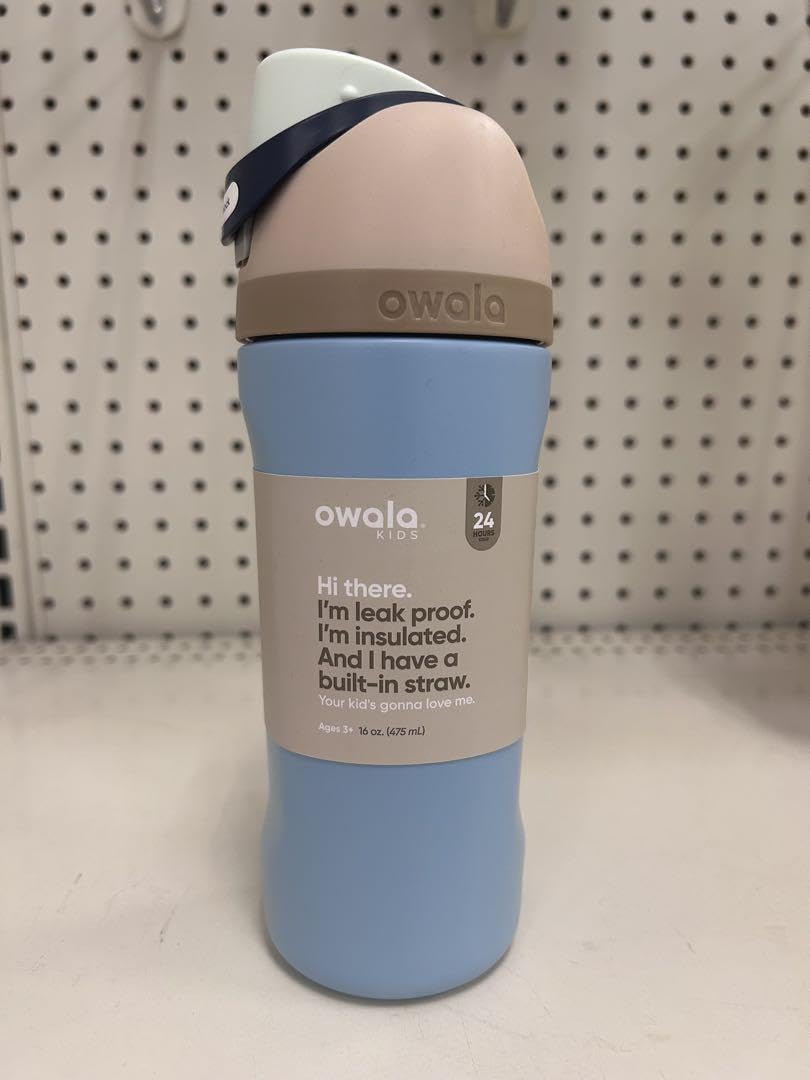 owala
owala®
KIDS
24
HOURS
COLD
Hi there.
I'm leak proof.
I'm insulated.
And I have a
built-in straw.
Your kid's gonna love me.
Ages 3+ 16 oz. (475 mL)